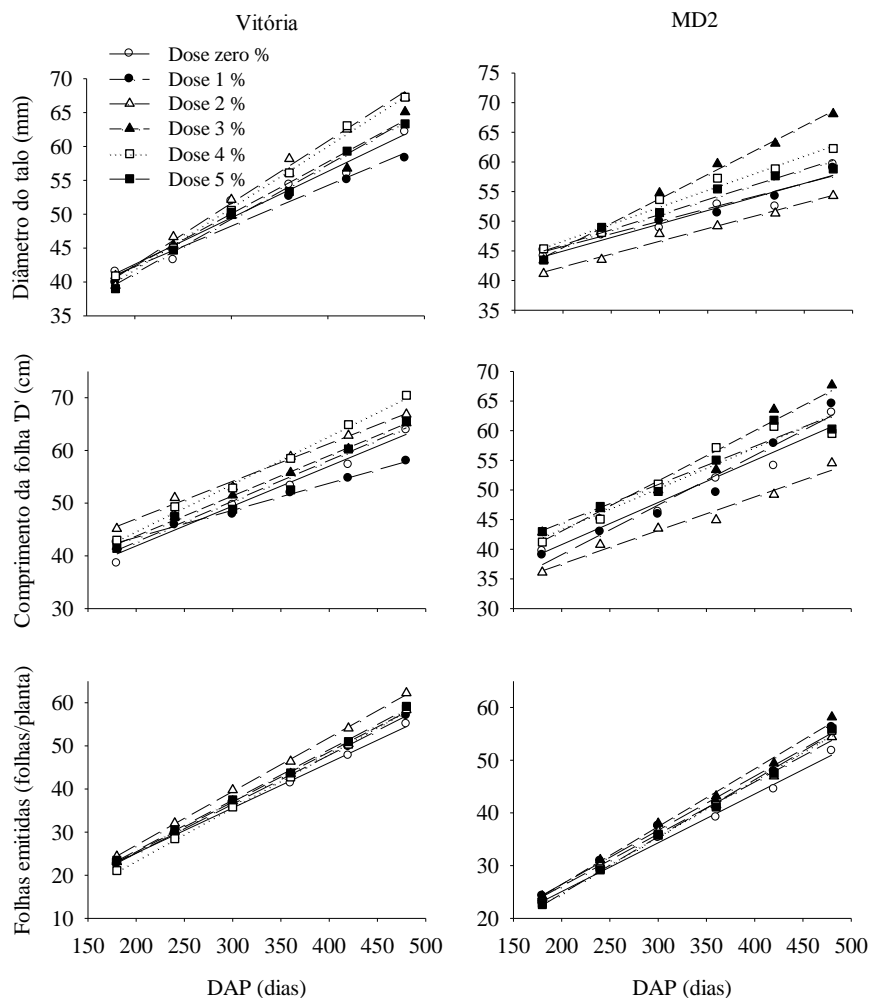 Vitória
MD2
Dose zero %
Dose 1 %
Dose 2 %
Dose 3 %
Dose 4 %
Dose 5 %
Diâmetro do talo (mm)
70
65
60
55
50
45
40
35
75
70
65
60
55
50
45
40
35
Comprimento da folha 'D' (cm)
70
60
50
40
30
70
65
60
55
50
45
40
35
30
Folhas emitidas (folhas/planta)
60
50
40
30
20
10
60
50
40
30
20
150 200 250 300 350 400 450 500
150 200 250 300 350 400 450 500
DAP (dias)
DAP (dias)